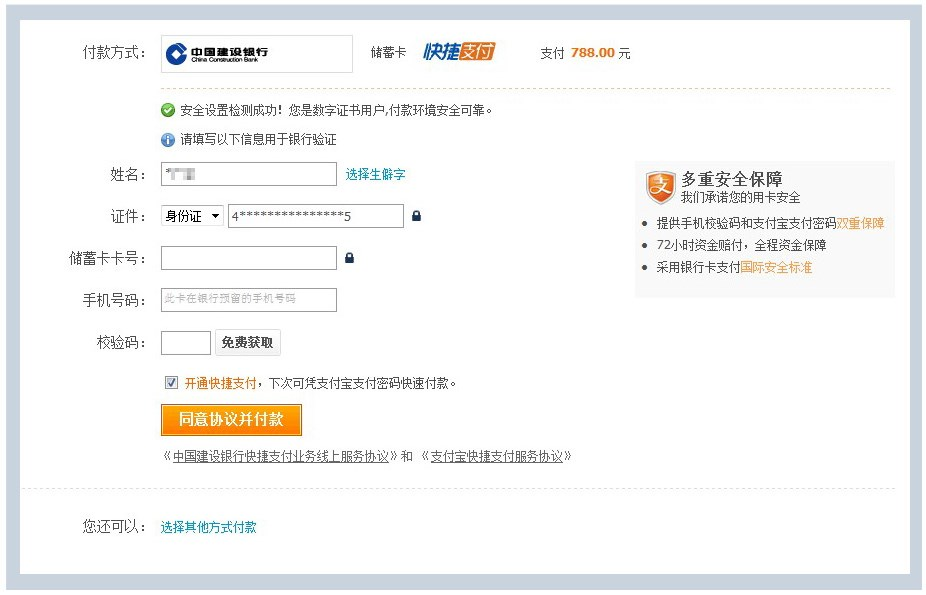 付款方式： 中国建设银行 China Construction Bank 储蓄卡 快捷支付 支付 788.00 元
安全设置检测成功！您是数字证书用户,付款环境安全可靠。
请填写以下信息用于银行验证
姓名： 选择生僻字
证件： 身份证 4***************5
储蓄卡卡号：
手机号码： 此卡在银行预留的手机号码
校验码： 免费获取
开通快捷支付，下次可凭支付宝支付密码快速付款。
同意协议并付款
《中国建设银行快捷支付业务线上服务协议》和 《支付宝快捷支付服务协议》
多重安全保障
我们承诺您的用卡安全
提供手机校验码和支付宝支付密码双重保障
72小时资金赔付，全程资金保障
采用银行卡支付国际安全标准
您还可以： 选择其他方式付款